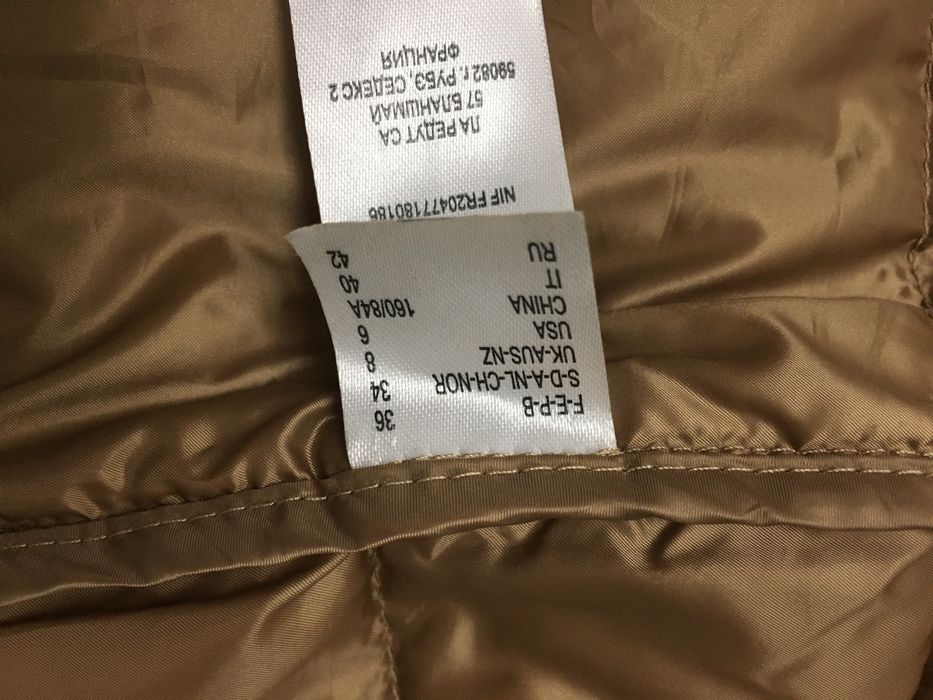 F-E-P-B 36
S-D-A-NL-CH-NOR 34
UK-AUS-NZ 8
USA 6
CHINA 160/84A
IT 40
RU 42
NIF FR20477180186
ЛА РЕДУТ СА
57 БЛАНШМАЙ
59082 г. РУБЭ, СЕДЕКС 2
ФРАНЦИЯ